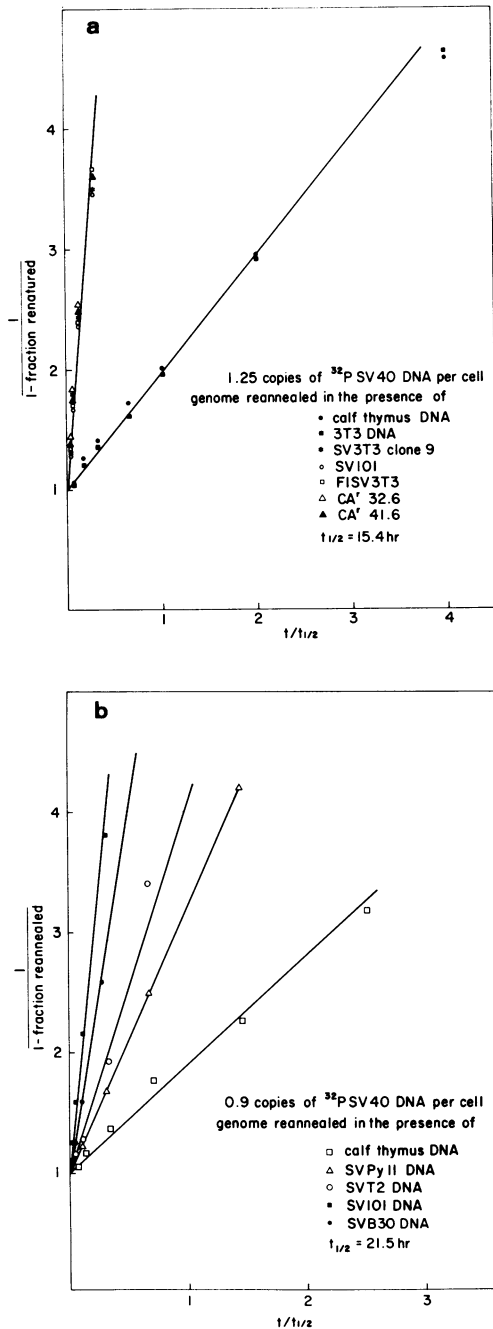 a
4
3
2
1
1
1-fraction renatured
1.25 copies of ³²P SV40 DNA per cell
genome reannealed in the presence of
• calf thymus DNA
■ 3T3 DNA
SV3T3 clone 9
○ SV101
□ FISV3T3
△ CAʳ 32.6
▲ CAʳ 41.6
t1/2 = 15.4 hr
1
2
3
4
t/t1/2
b
4
3
2
1
1
1-fraction reannealed
0.9 copies of ³²P SV40 DNA per cell
genome reannealed in the presence of
□ calf thymus DNA
△ SVPy11 DNA
○ SVT2 DNA
■ SV101 DNA
• SVB30 DNA
t1/2 = 21.5 hr
1
2
3
t/t1/2